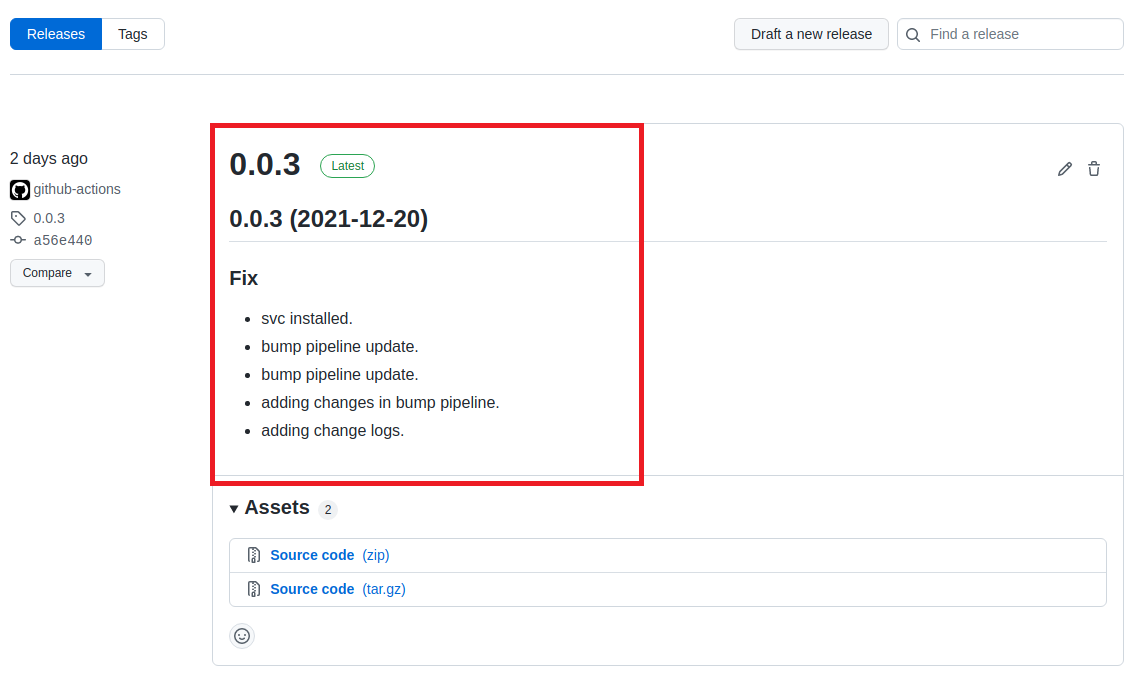 Releases Tags Draft a new release Find a release
2 days ago
github-actions
0.0.3
a56e440
Compare
0.0.3 Latest
0.0.3 (2021-12-20)
Fix
svc installed.
bump pipeline update.
bump pipeline update.
adding changes in bump pipeline.
adding change logs.
Assets 2
Source code (zip)
Source code (tar.gz)